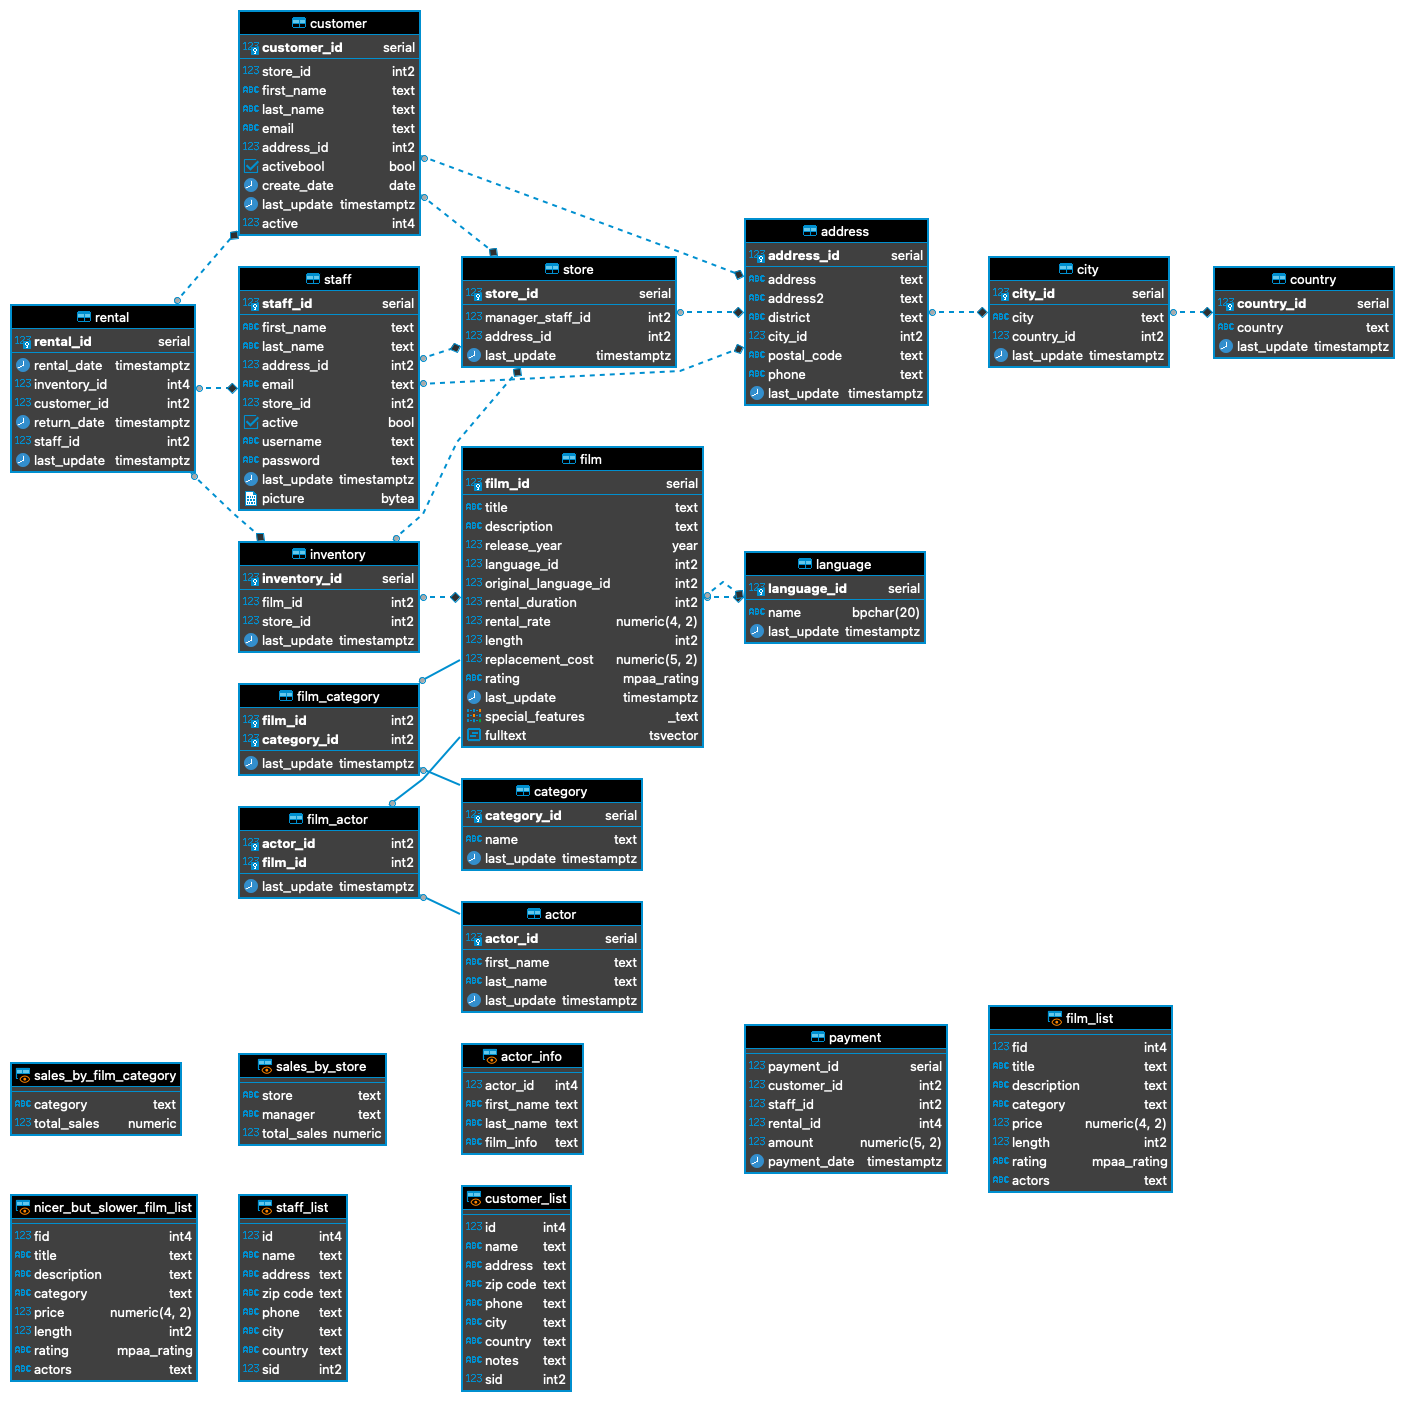 customer
customer_id serial
store_id int2
first_name text
last_name text
email text
address_id int2
activebool bool
create_date date
last_update timestamptz
active int4
staff
staff_id serial
first_name text
last_name text
address_id int2
email text
store_id int2
active bool
username text
password text
last_update timestamptz
picture bytea
store
store_id serial
manager_staff_id int2
address_id int2
last_update timestamptz
address
address_id serial
address text
address2 text
district text
city_id int2
postal_code text
phone text
last_update timestamptz
city
city_id serial
city text
country_id int2
last_update timestamptz
country
country_id serial
country text
last_update timestamptz
rental
rental_id serial
rental_date timestamptz
inventory_id int4
customer_id int2
return_date timestamptz
staff_id int2
last_update timestamptz
inventory
inventory_id serial
film_id int2
store_id int2
last_update timestamptz
film
film_id serial
title text
description text
release_year year
language_id int2
original_language_id int2
rental_duration int2
rental_rate numeric(4, 2)
length int2
replacement_cost numeric(5, 2)
rating mpaa_rating
last_update timestamptz
special_features _text
fulltext tsvector
language
language_id serial
name bpchar(20)
last_update timestamptz
film_category
film_id int2
category_id int2
last_update timestamptz
category
category_id serial
name text
last_update timestamptz
film_actor
actor_id int2
film_id int2
last_update timestamptz
actor
actor_id serial
first_name text
last_name text
last_update timestamptz
sales_by_film_category
category text
total_sales numeric
sales_by_store
store text
manager text
total_sales numeric
actor_info
actor_id int4
first_name text
last_name text
film_info text
payment
payment_id serial
customer_id int2
staff_id int2
rental_id int4
amount numeric(5, 2)
payment_date timestamptz
film_list
fid int4
title text
description text
category text
price numeric(4, 2)
length int2
rating mpaa_rating
actors text
nicer_but_slower_film_list
fid int4
title text
description text
category text
price numeric(4, 2)
length int2
rating mpaa_rating
actors text
staff_list
id int4
name text
address text
zip code text
phone text
city text
country text
sid int2
customer_list
id int4
name text
address text
zip code text
phone text
city text
country text
notes text
sid int2